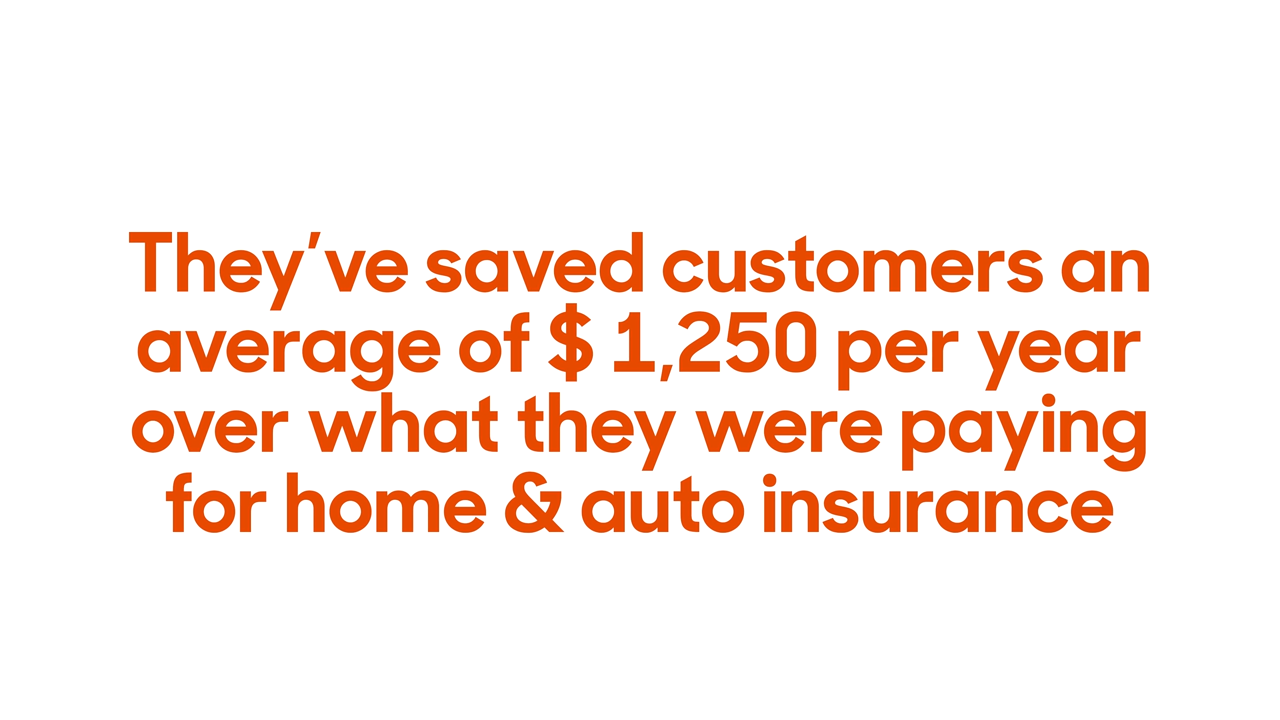 They've saved customers an
average of $ 1,250 per year
over what they were paying
for home & auto insurance